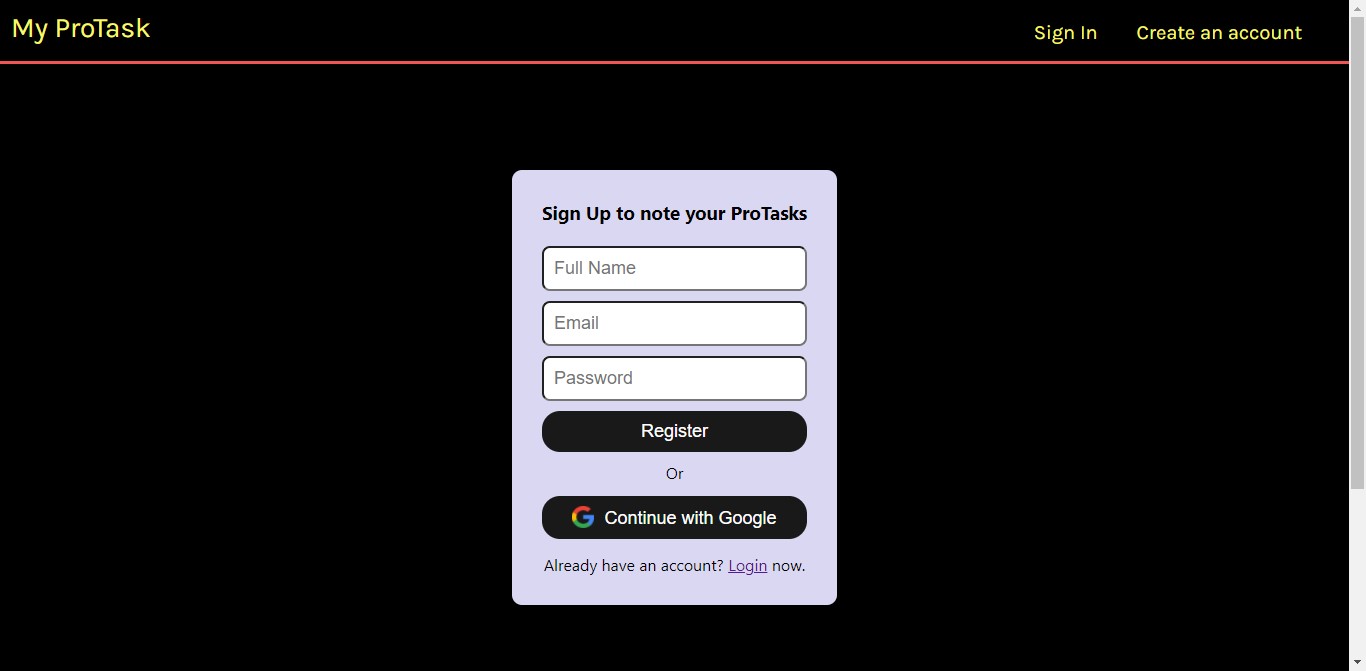 My ProTask
Sign In
Create an account
Sign Up to note your ProTasks
Full Name
Email
Password
Register
Or
Continue with Google
Already have an account? Login now.